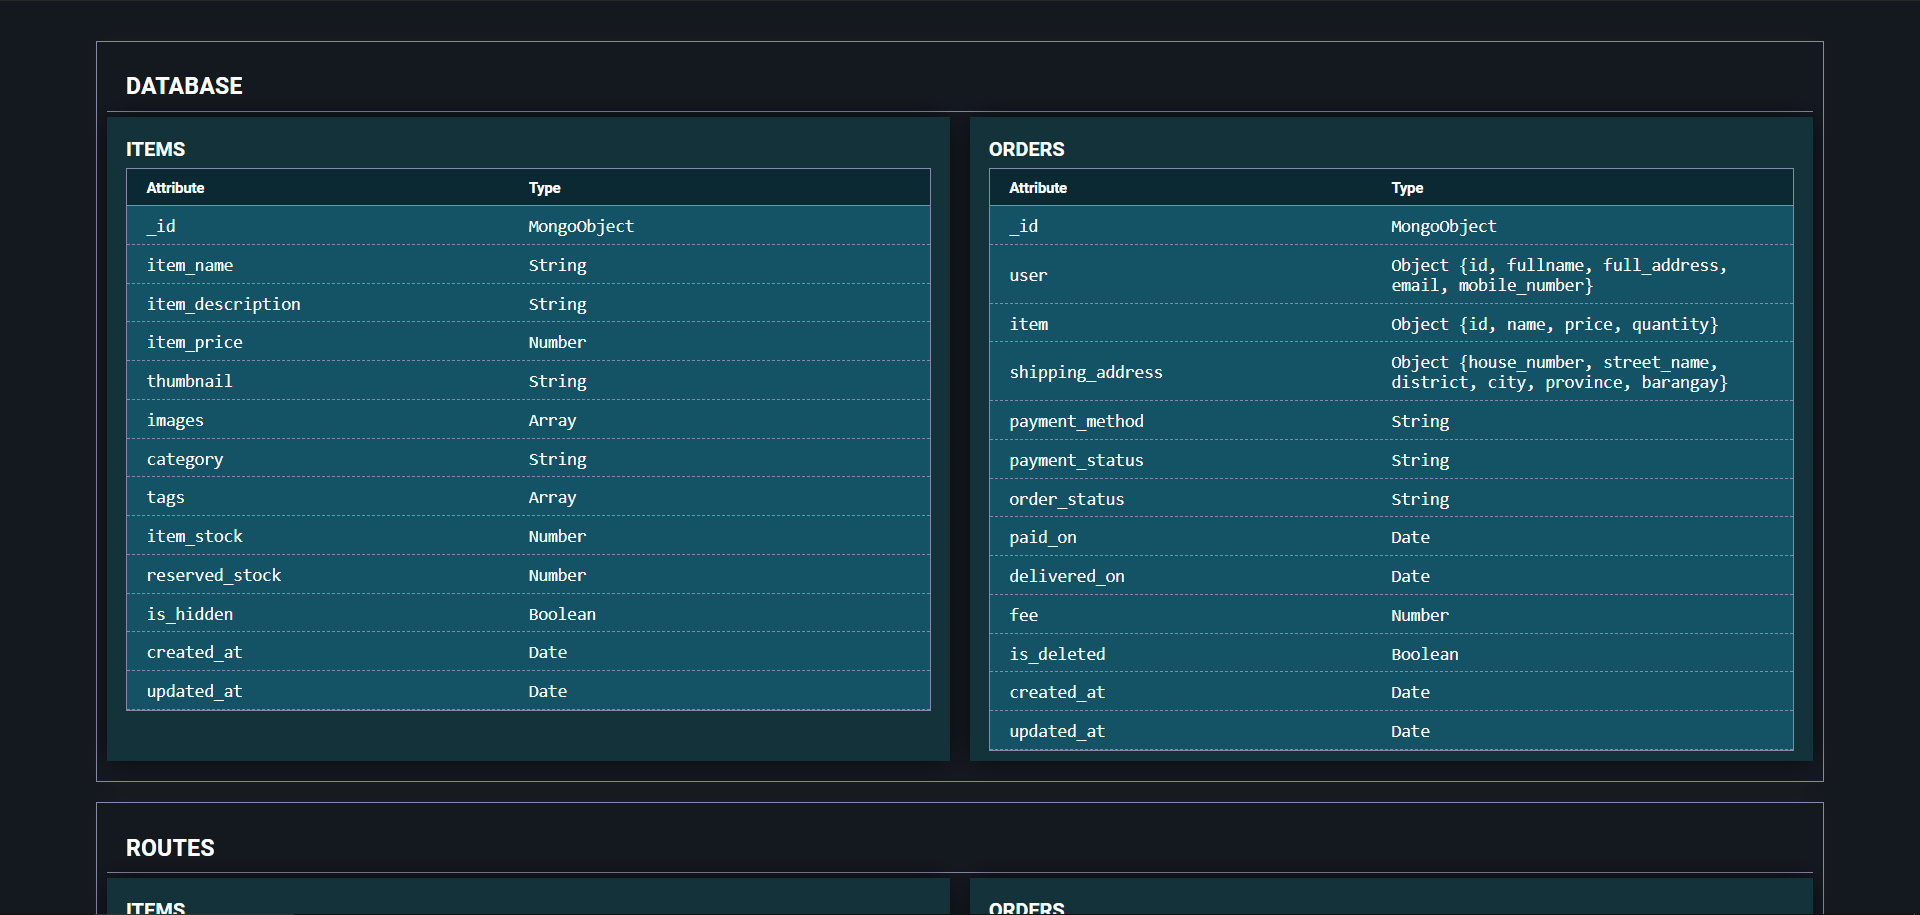 DATABASE
ITEMS
Attribute Type
_id MongoObject
item_name String
item_description String
item_price Number
thumbnail String
images Array
category String
tags Array
item_stock Number
reserved_stock Number
is_hidden Boolean
created_at Date
updated_at Date
ORDERS
Attribute Type
_id MongoObject
user Object {id, fullname, full_address,
email, mobile_number}
item Object {id, name, price, quantity}
shipping_address Object {house_number, street_name,
district, city, province, barangay}
payment_method String
payment_status String
order_status String
paid_on Date
delivered_on Date
fee Number
is_deleted Boolean
created_at Date
updated_at Date
ROUTES
ITEMS
ORDERS